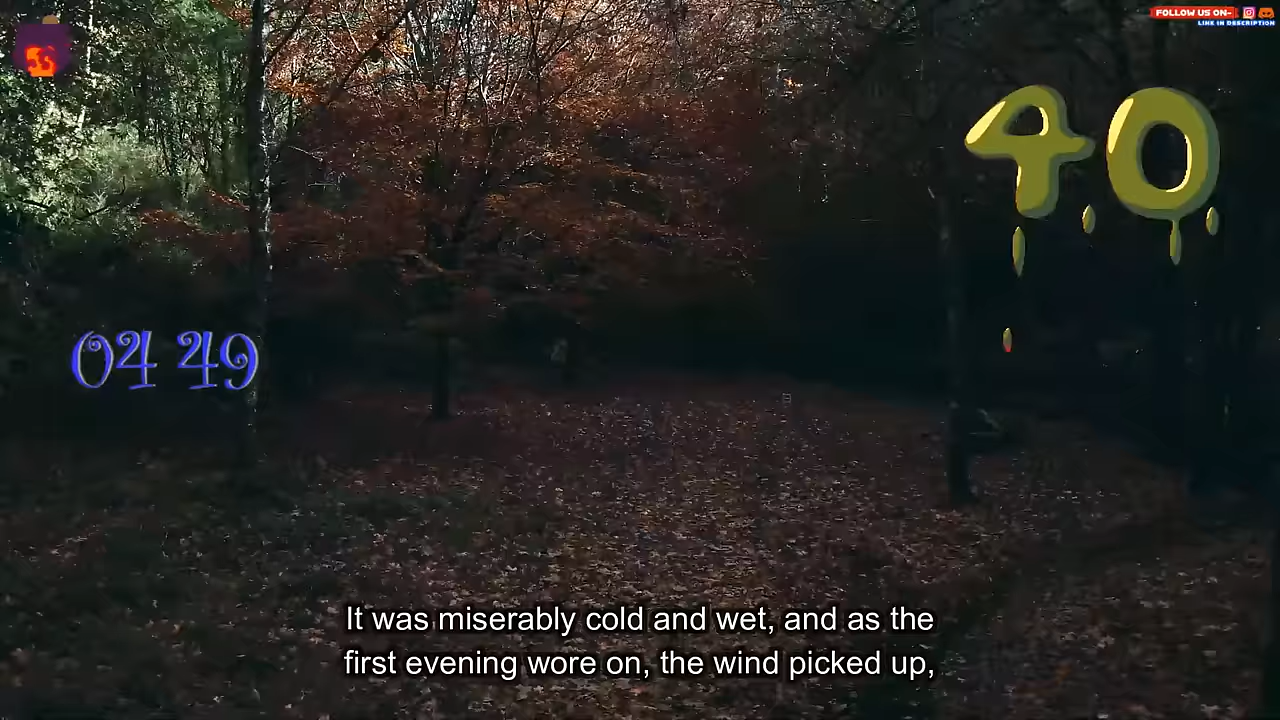 FOLLOW US ON-
LINK IN DESCRIPTION
40
04 49
It was miserably cold and wet, and as the
first evening wore on, the wind picked up,